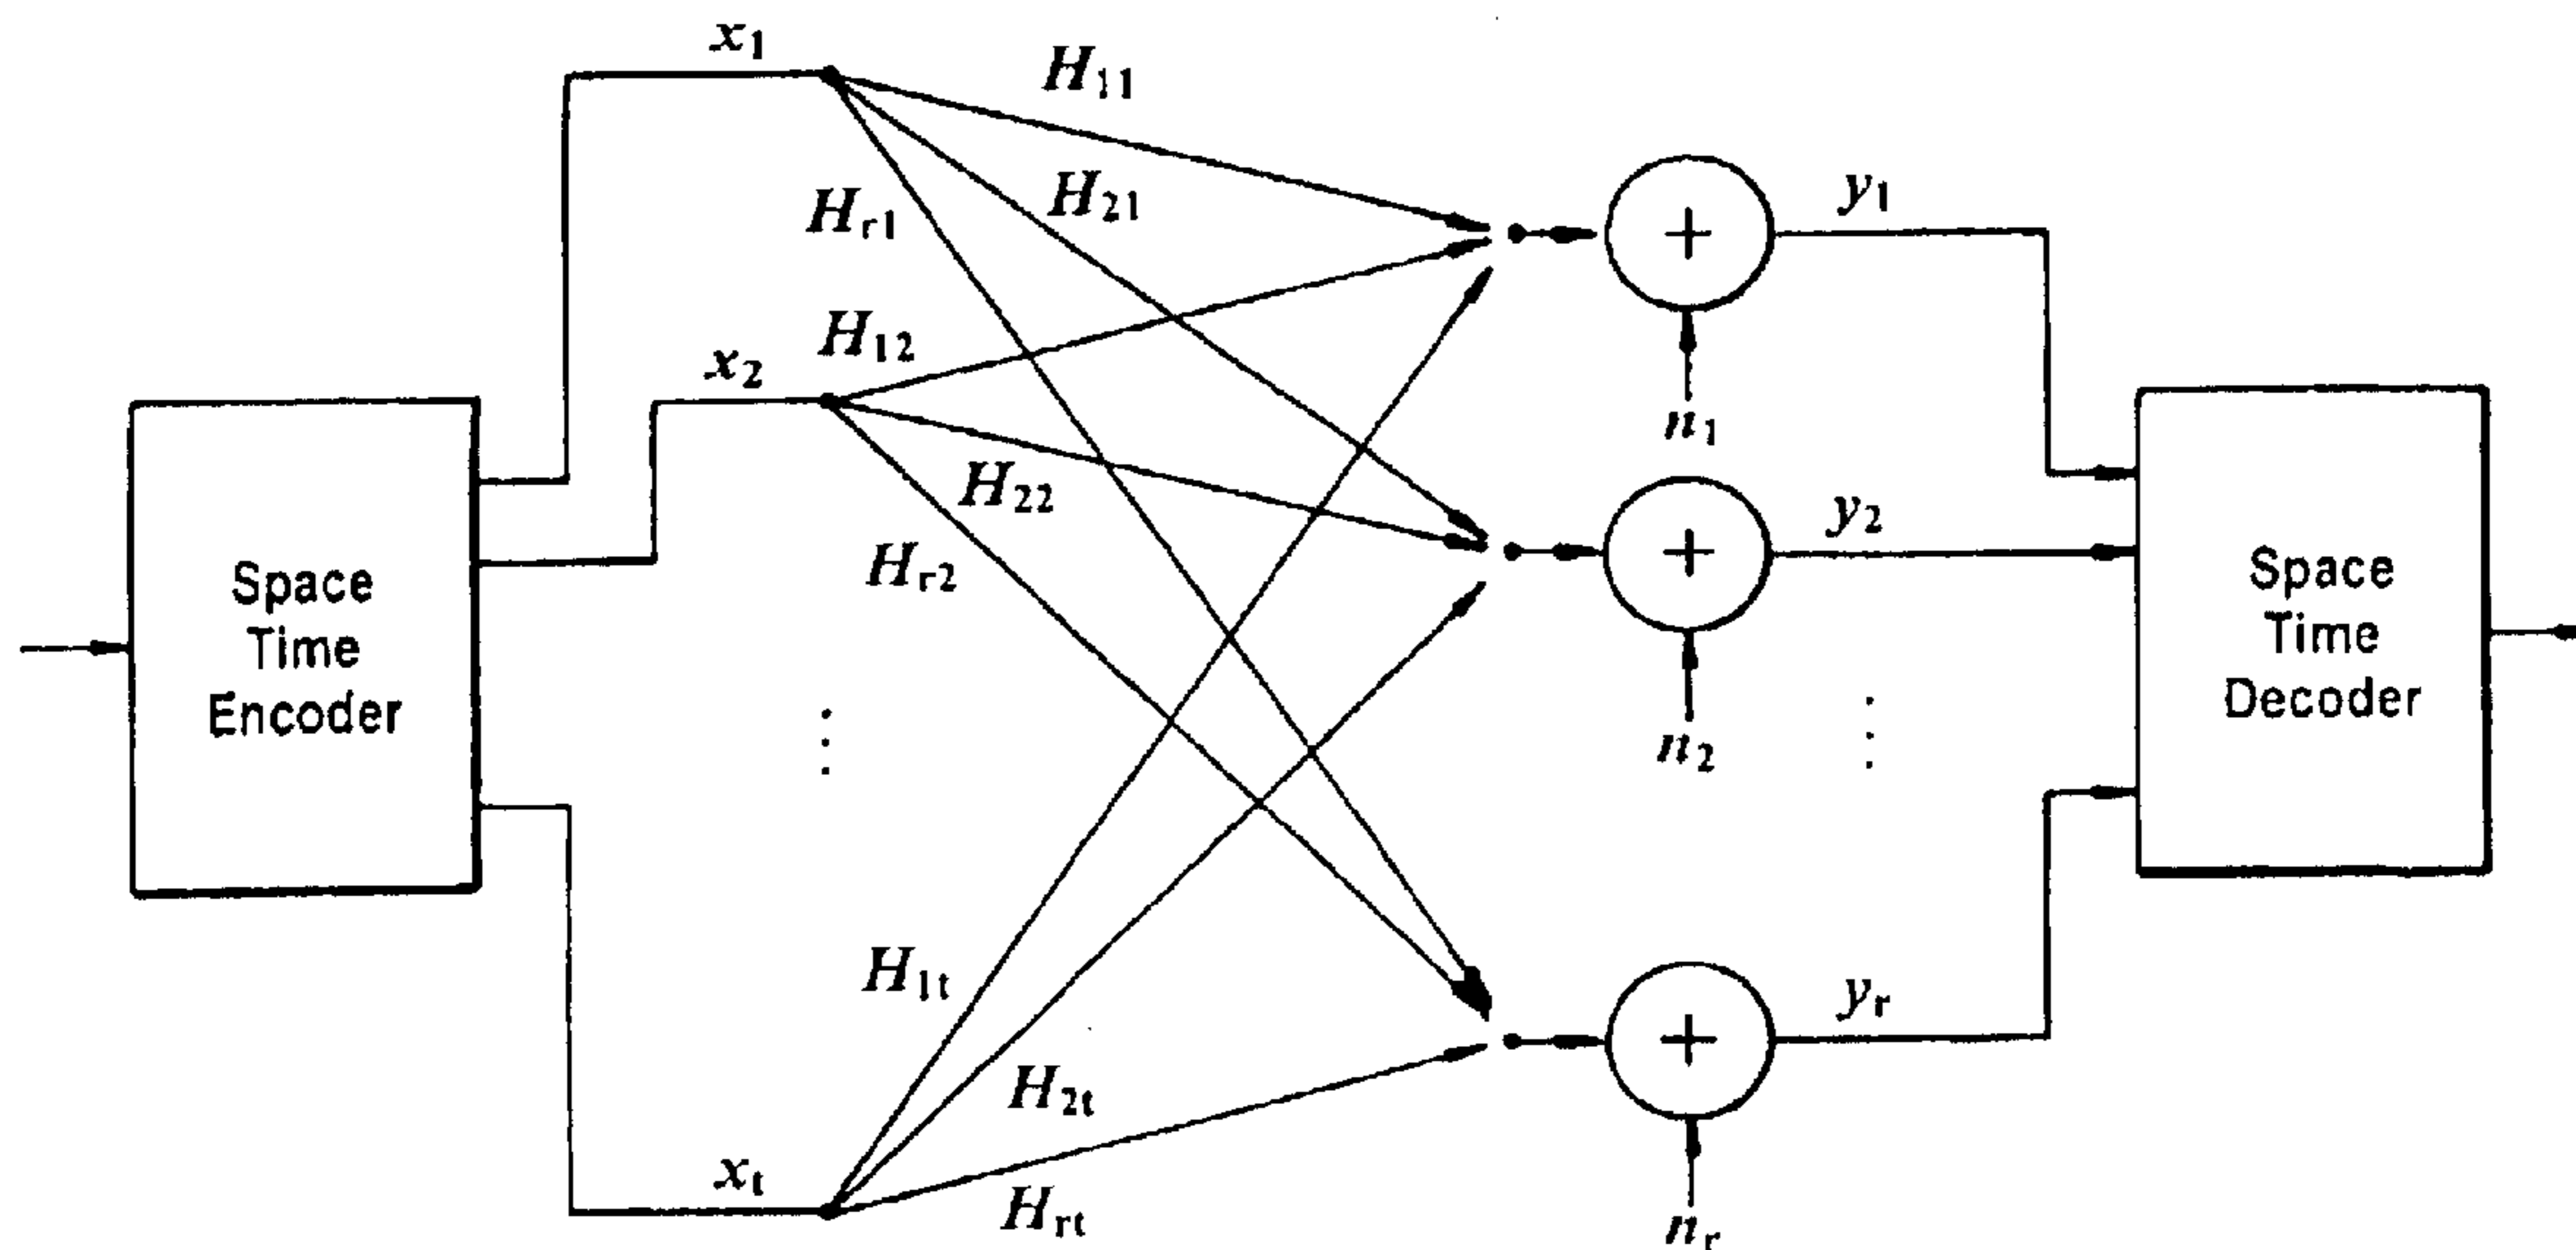 x₁
H₁₁
H₂₁
Hᵣ₁
y₁
H₁₂
x₂
n₁
H₂₂
y₂
Hᵣ₂
Space
Time
Encoder
Space
Time
Decoder
n₂
H₁ₜ
yᵣ
H₂ₜ
xₜ
Hᵣₜ
nᵣ